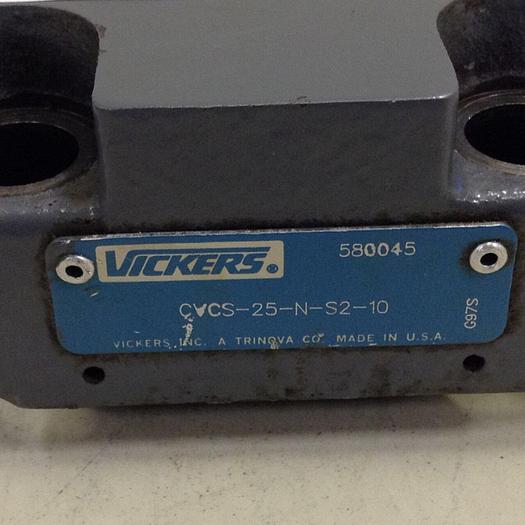 VICKERS® 580045
CVCS-25-N-S2-10
VICKERS, INC. A TRINOVA CO. MADE IN U.S.A.
G97S